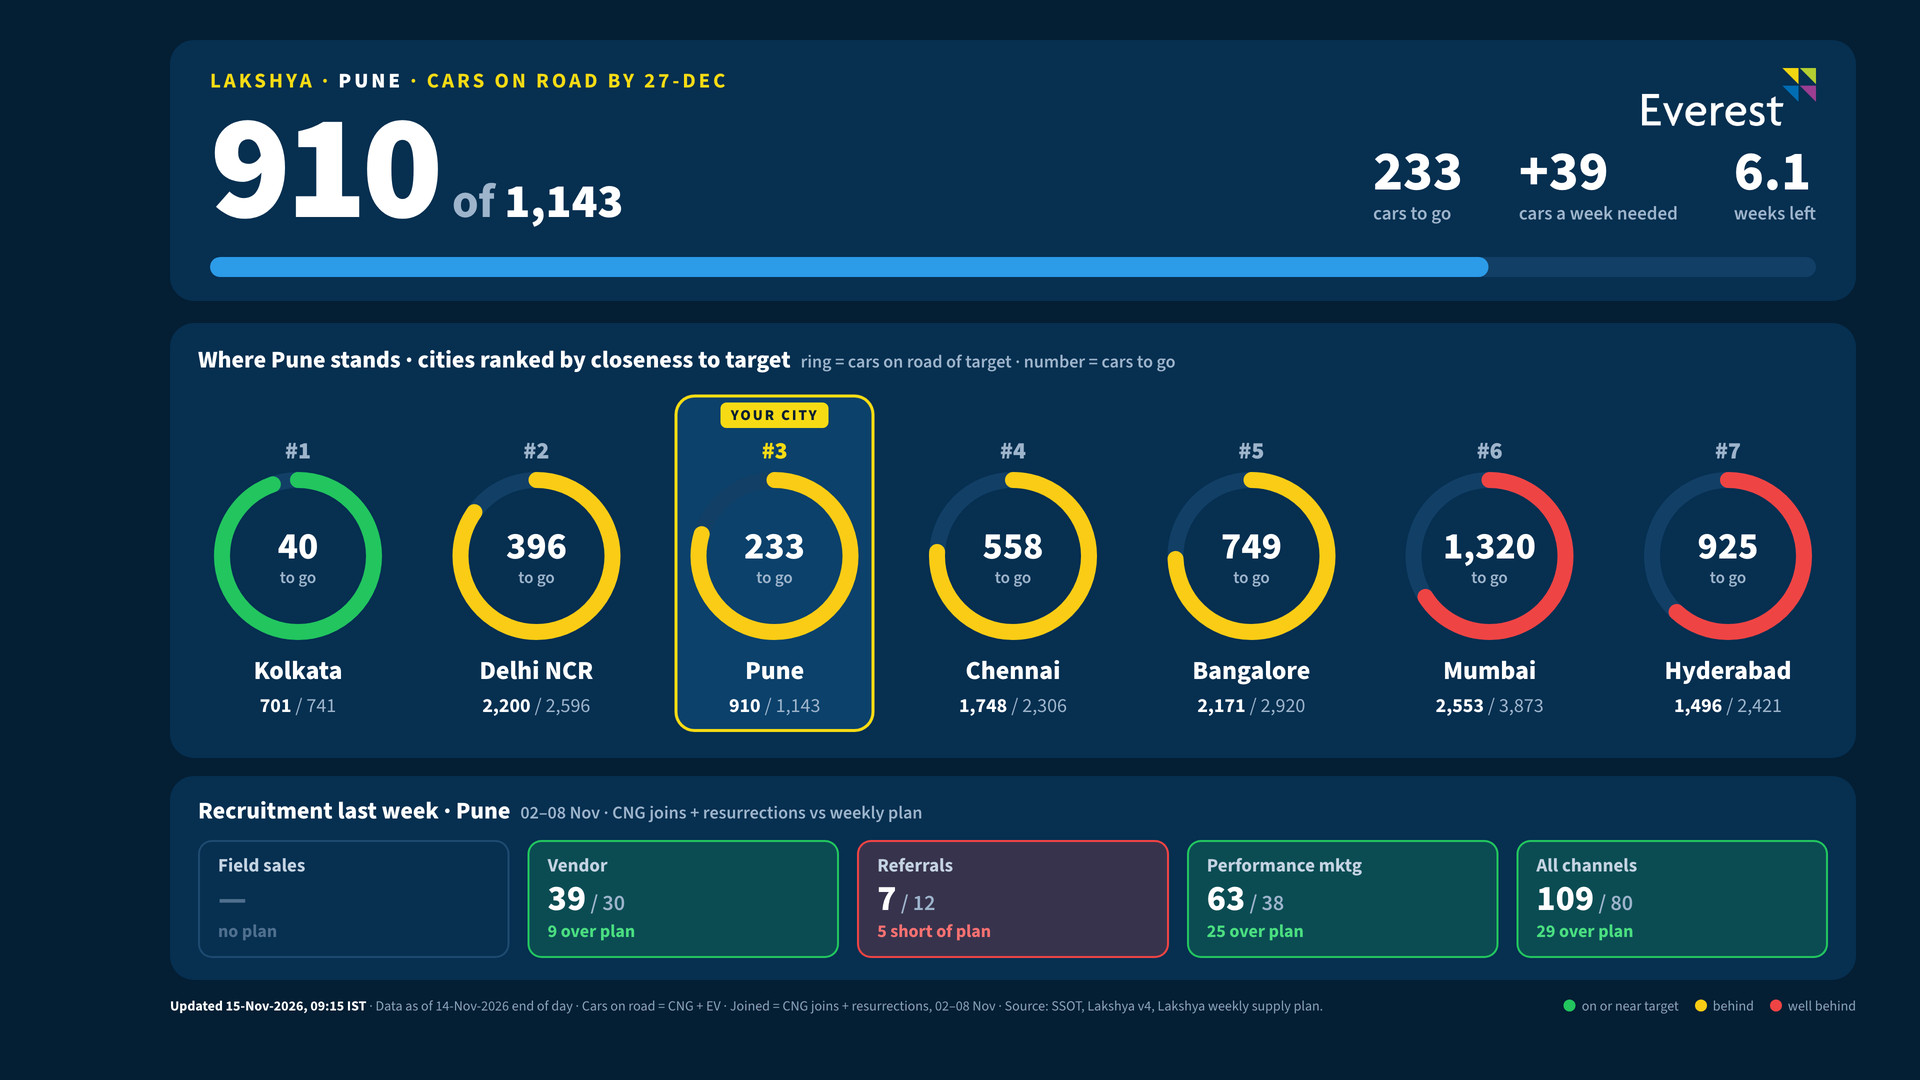 LAKSHYA · PUNE · CARS ON ROAD BY 27-DEC
Everest
910 of 1,143
233 +39 6.1
cars to go cars a week needed weeks left
Where Pune stands · cities ranked by closeness to target ring = cars on road of target · number = cars to go
YOUR CITY
#1 #2 #3 #4 #5 #6 #7
40 396 233 558 749 1,320 925
to go to go to go to go to go to go to go
Kolkata Delhi NCR Pune Chennai Bangalore Mumbai Hyderabad
701 / 741 2,200 / 2,596 910 / 1,143 1,748 / 2,306 2,171 / 2,920 2,553 / 3,873 1,496 / 2,421
Recruitment last week · Pune 02–08 Nov · CNG joins + resurrections vs weekly plan
Field sales Vendor Referrals Performance mktg All channels
— 39 / 30 7 / 12 63 / 38 109 / 80
no plan 9 over plan 5 short of plan 25 over plan 29 over plan
Updated 15-Nov-2026, 09:15 IST · Data as of 14-Nov-2026 end of day · Cars on road = CNG + EV · Joined = CNG joins + resurrections, 02–08 Nov · Source: SSOT, Lakshya v4, Lakshya weekly supply plan. on or near target behind well behind